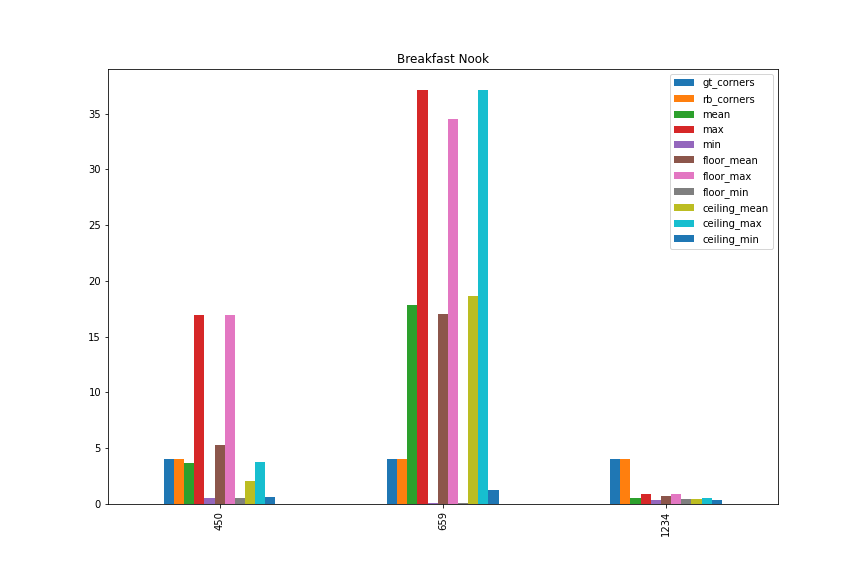 Breakfast Nook
gt_corners
rb_corners
mean
max
min
floor_mean
floor_max
floor_min
ceiling_mean
ceiling_max
ceiling_min
35
30
25
20
15
10
5
0
450
659
1234